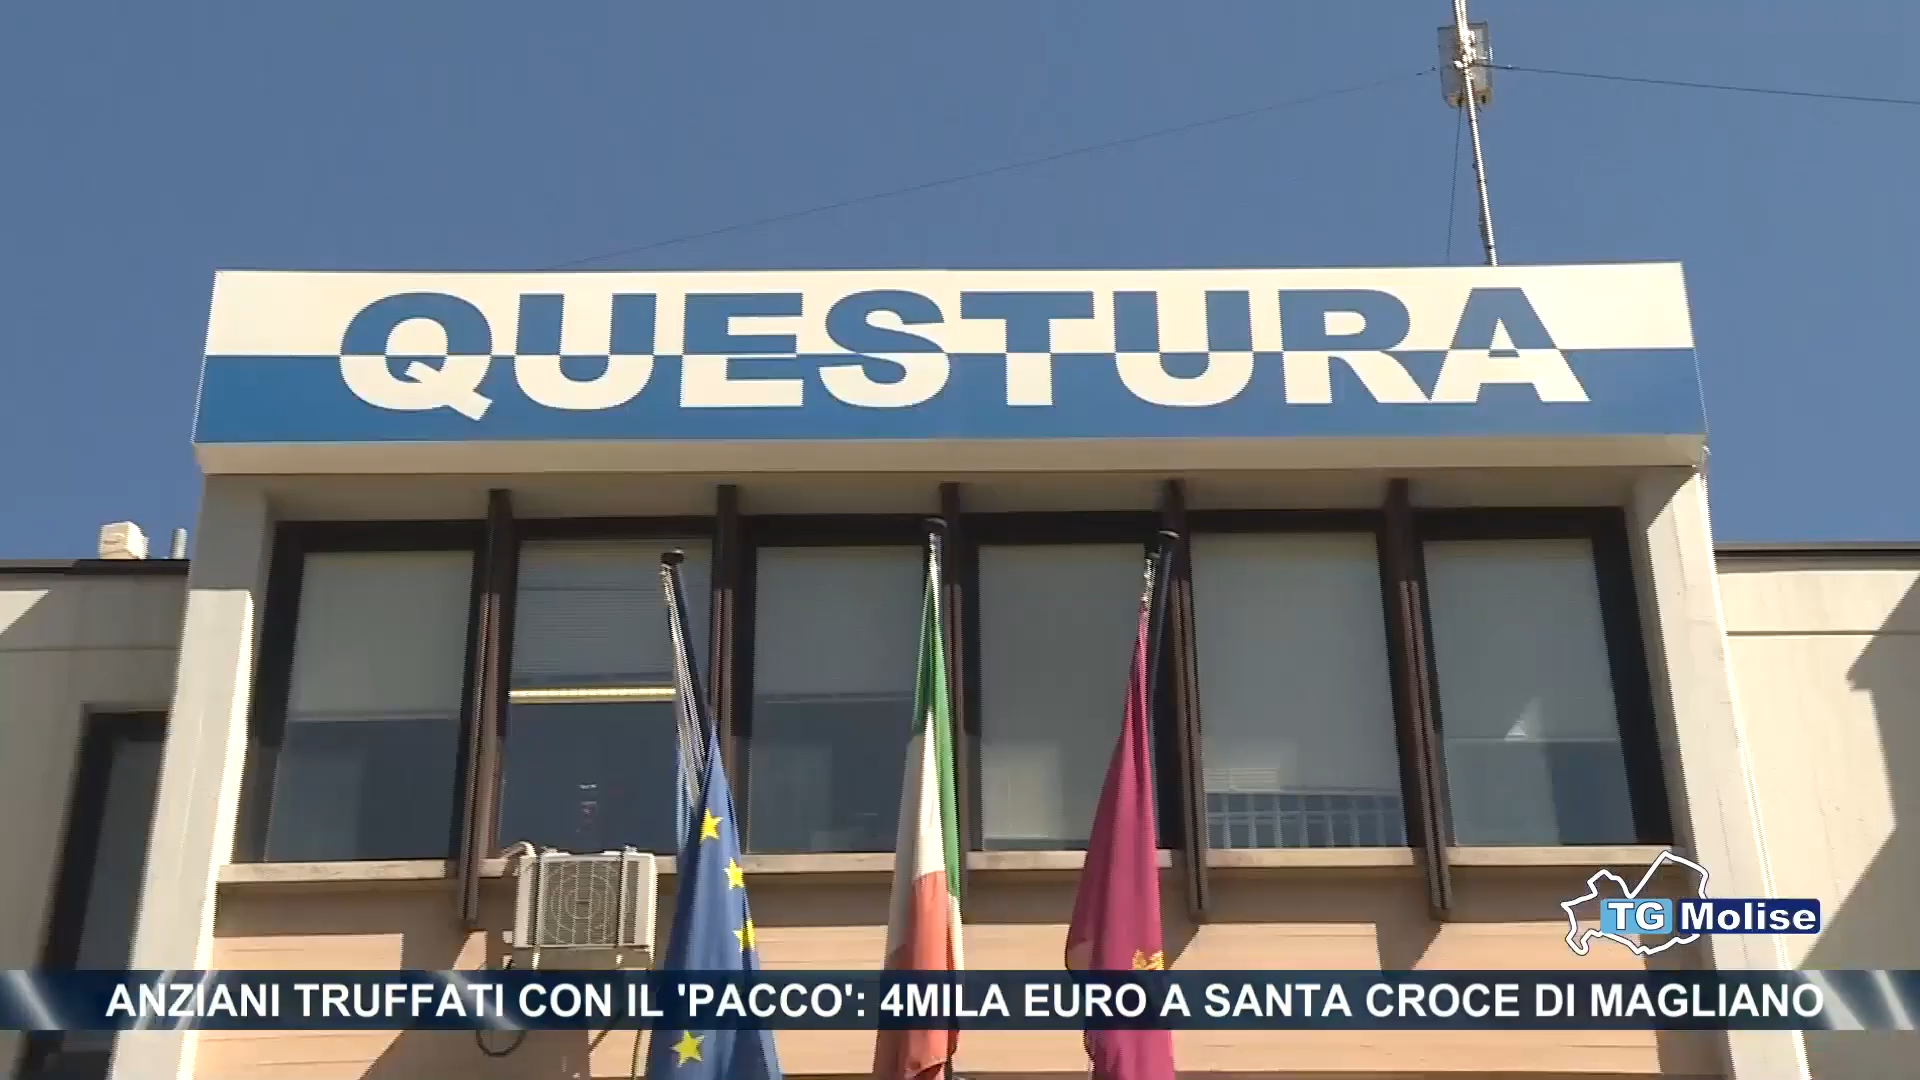 QUESTURA
TG Molise
ANZIANI TRUFFATI CON IL 'PACCO': 4MILA EURO A SANTA CROCE DI MAGLIANO